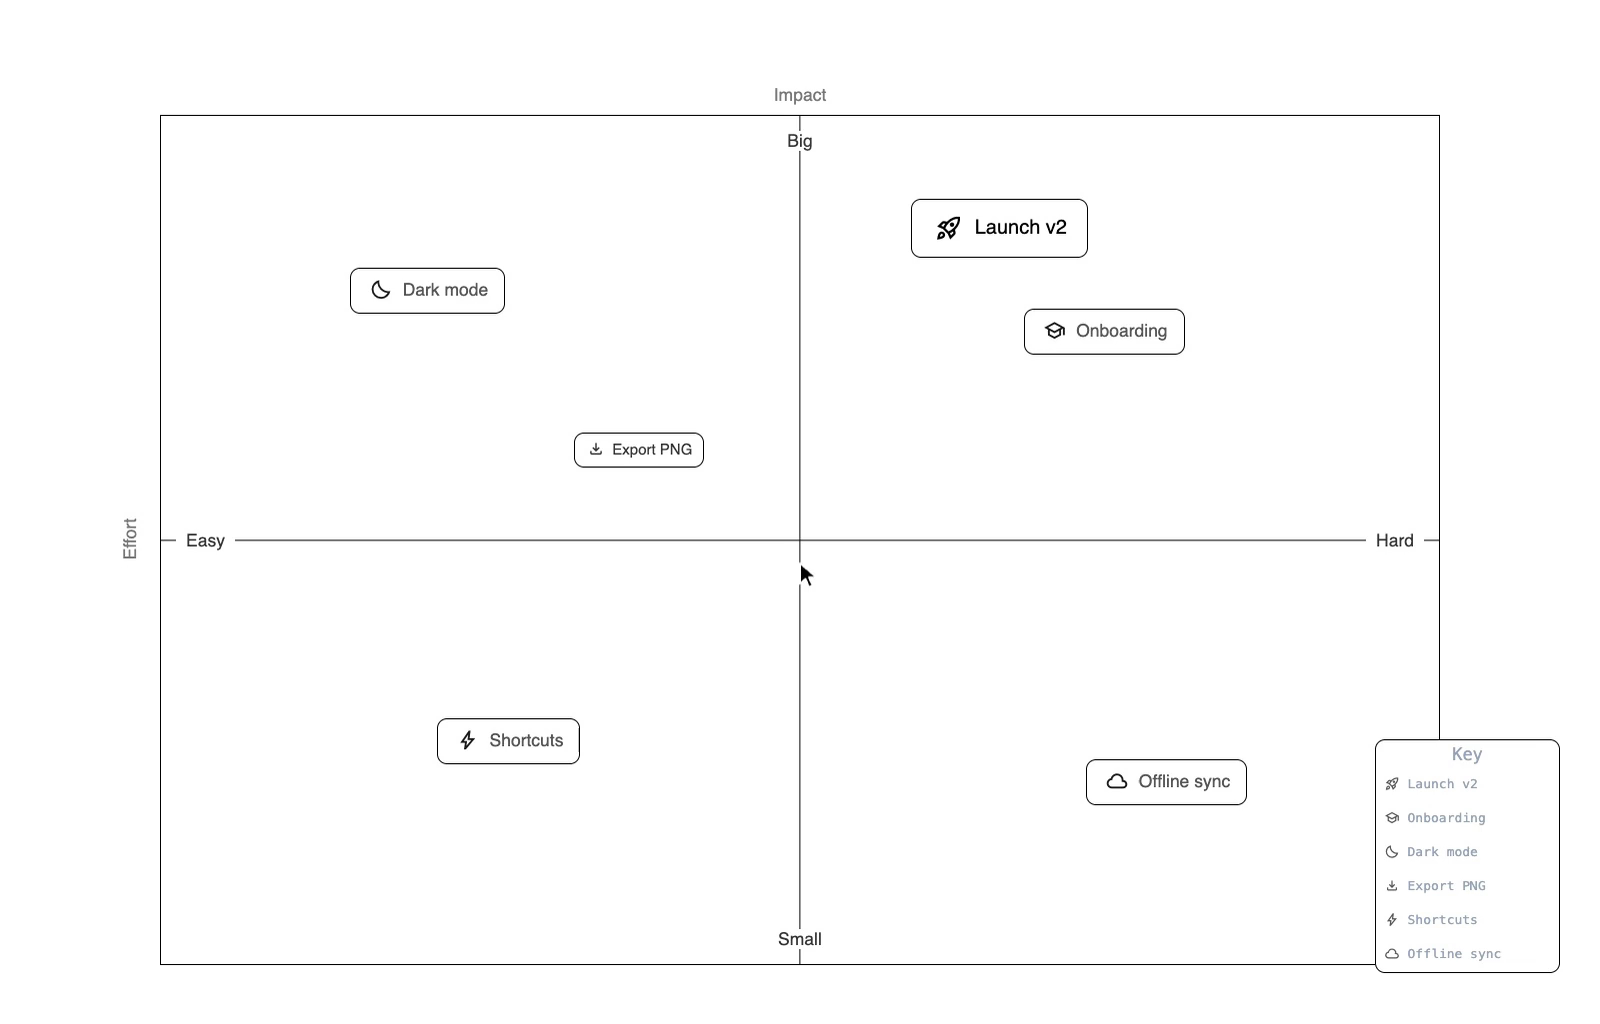 Impact
Big
Launch v2
Dark mode
Onboarding
Export PNG
Effort
Easy
Hard
Shortcuts
Offline sync
Small
Key
Launch v2
Onboarding
Dark mode
Export PNG
Shortcuts
Offline sync